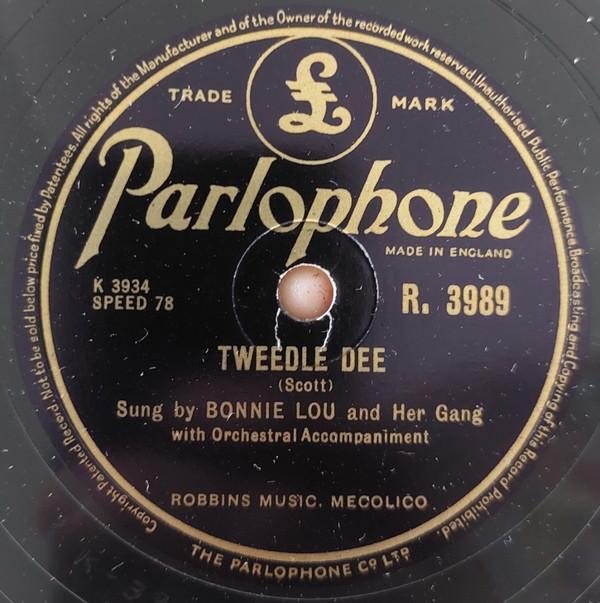 Copyright. Patented Record Not to be sold below price fixed by Patentees. All rights of the Manufacturer and of the Owner of the recorded work reserved. Unauthorised Public Performance. Broadcasting and Copying of this Record Prohibited.
£
TRADE MARK
Parlophone
MADE IN ENGLAND
K 3934
SPEED 78
R. 3989
TWEEDLE DEE
(Scott)
Sung by BONNIE LOU and Her Gang
with Orchestral Accompaniment
ROBBINS MUSIC. MECOLICO
THE PARLOPHONE CO LTD